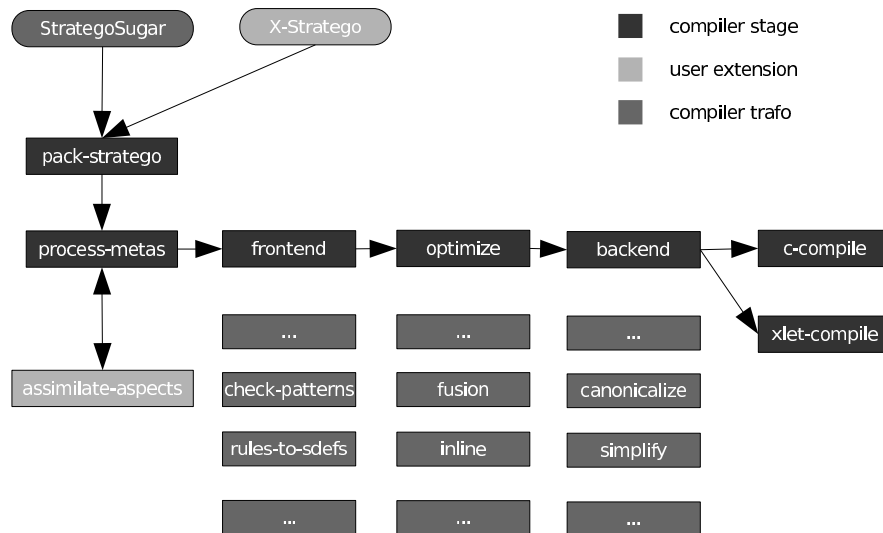 StrategoSugar
X-Stratego
compiler stage
user extension
compiler trafo
pack-stratego
process-metas
frontend
optimize
backend
c-compile
...
...
...
xlet-compile
assimilate-aspects
check-patterns
fusion
canonicalize
rules-to-sdefs
inline
simplify
...
...
...